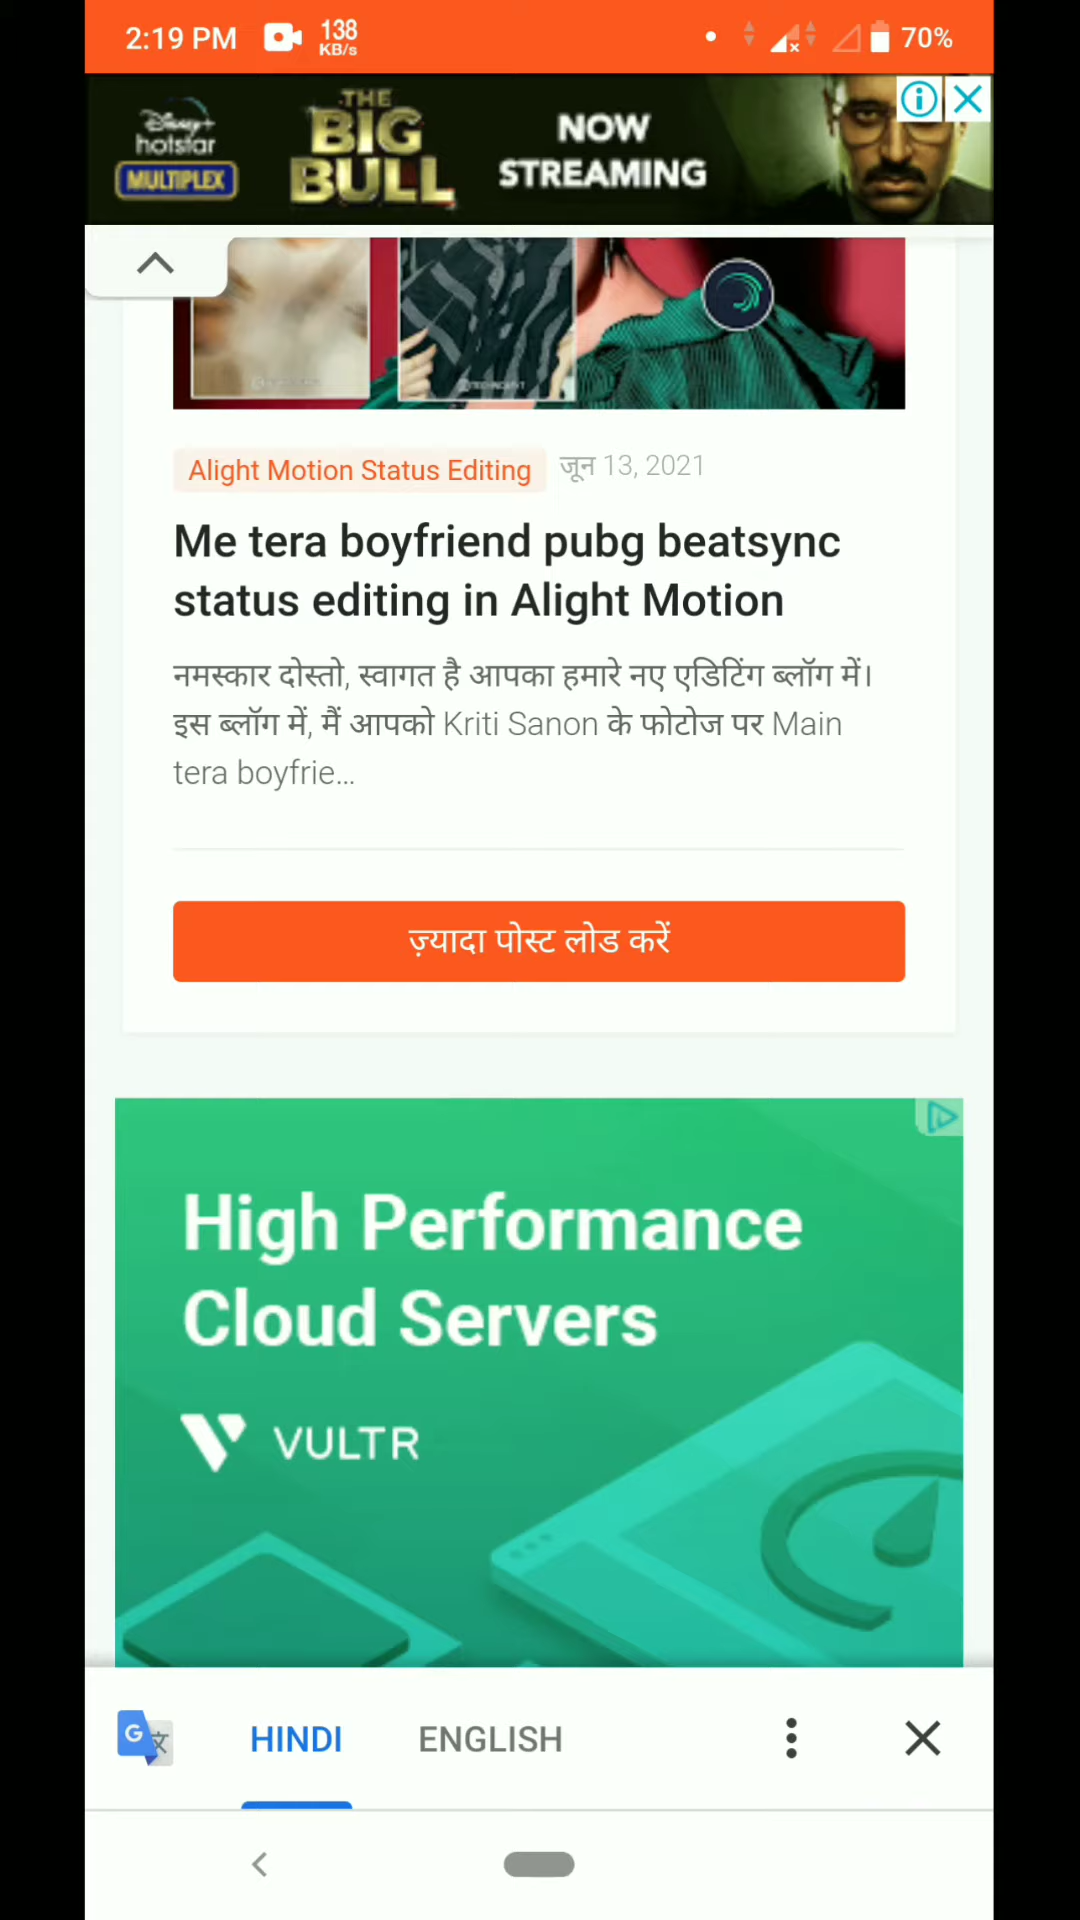 2:19 PM 138 KB/s 70%
Disney+ hotstar MULTIPLEX
THE BIG BULL
NOW STREAMING
Alight Motion Status Editing जून 13, 2021
Me tera boyfriend pubg beatsync
status editing in Alight Motion
नमस्कार दोस्तो, स्वागत है आपका हमारे नए एडिटिंग ब्लॉग में।
इस ब्लॉग में, मैं आपको Kriti Sanon के फोटोज पर Main
tera boyfrie...
ज़्यादा पोस्ट लोड करें
High Performance
Cloud Servers
VULTR
G 文 HINDI ENGLISH